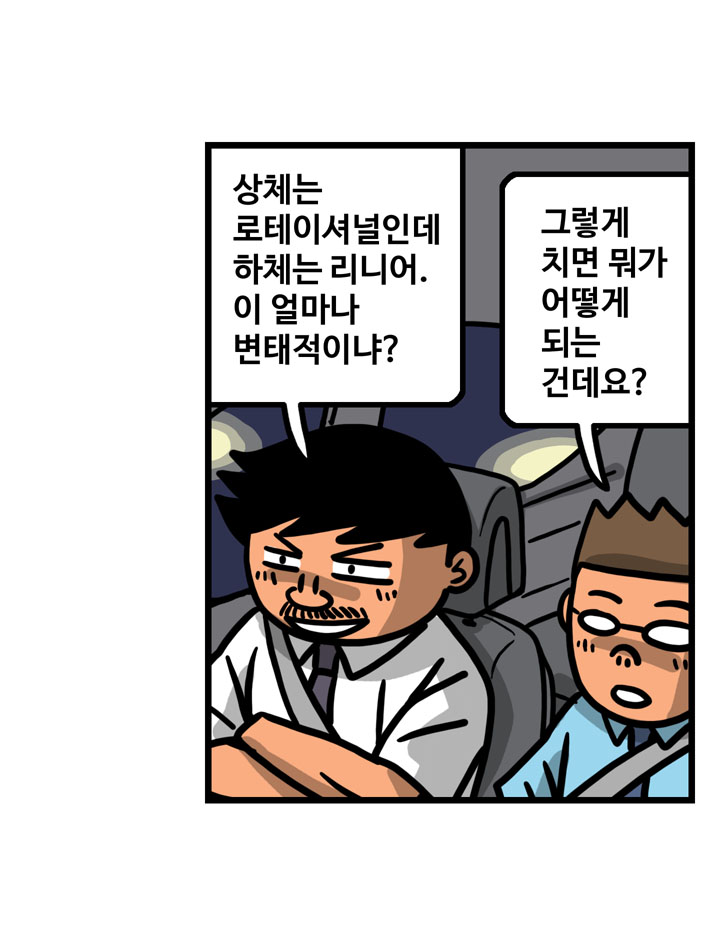 상체는
로테이셔널인데
하체는 리니어.
이 얼마나
변태적이냐?
그렇게
치면 뭐가
어떻게
되는
건데요?